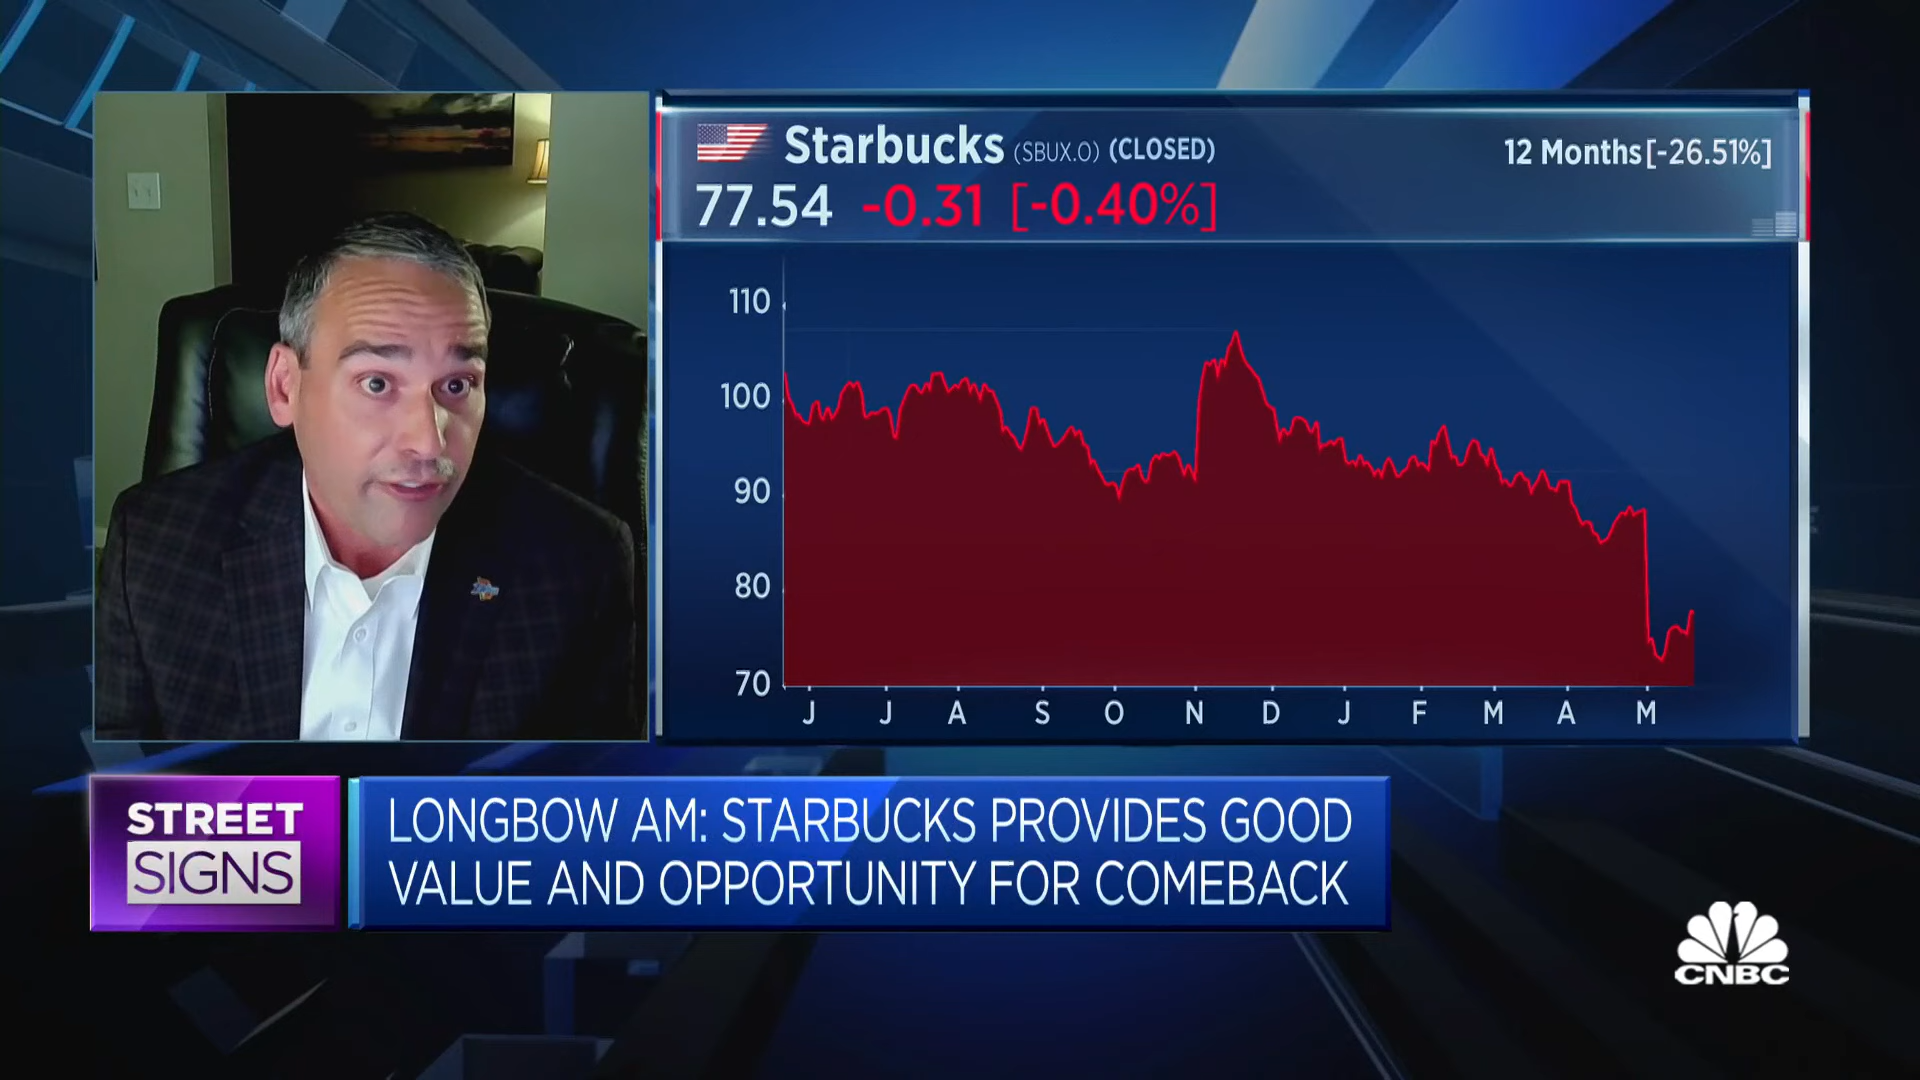 Starbucks (SBUX.O) (CLOSED)
12 Months [-26.51%]
77.54 -0.31 [-0.40%]
110
100
90
80
70
J J A S O N D J F M A M
STREET
SIGNS
LONGBOW AM: STARBUCKS PROVIDES GOOD
VALUE AND OPPORTUNITY FOR COMEBACK
CNBC